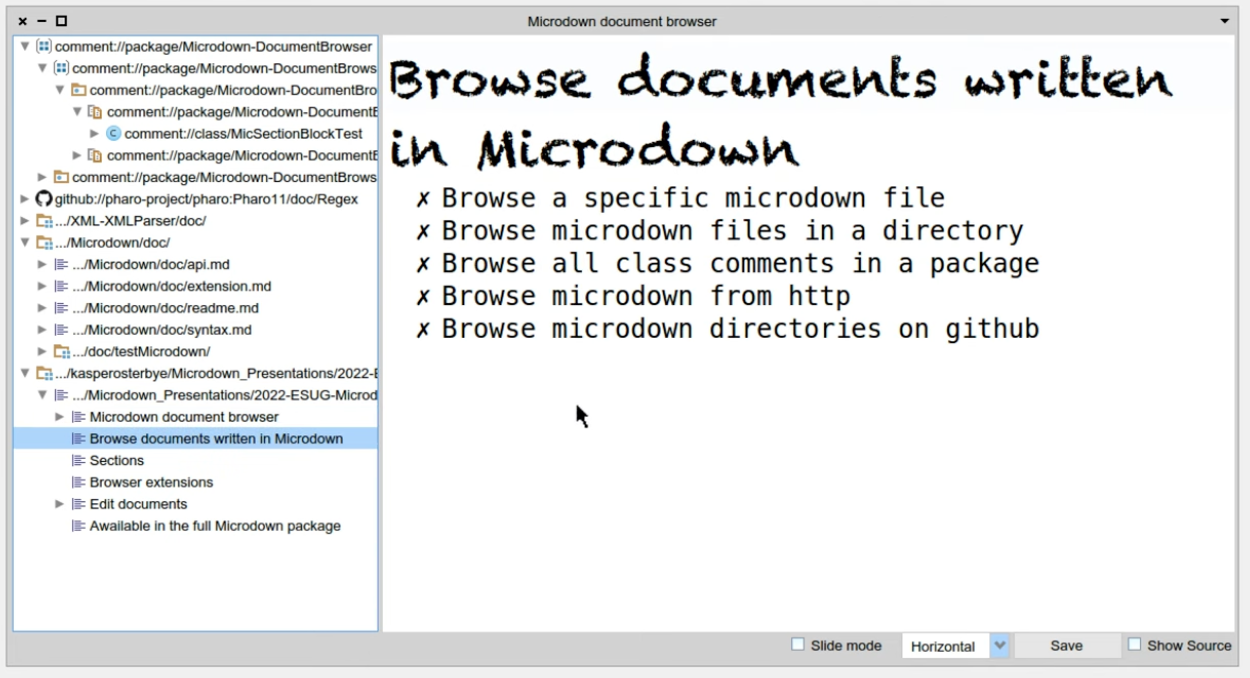 Microdown document browser
comment://package/Microdown-DocumentBrowser
comment://package/Microdown-DocumentBrows
comment://package/Microdown-DocumentBro
comment://package/Microdown-DocumentB
comment://class/MicSectionBlockTest
comment://package/Microdown-DocumentB
comment://package/Microdown-DocumentBrows
github://pharo-project/pharo:Pharo11/doc/Regex
.../XML-XMLParser/doc/
.../Microdown/doc/
.../Microdown/doc/api.md
.../Microdown/doc/extension.md
.../Microdown/doc/readme.md
.../Microdown/doc/syntax.md
.../doc/testMicrodown/
.../kasperosterbye/Microdown_Presentations/2022-E
.../Microdown_Presentations/2022-ESUG-Microd
Microdown document browser
Browse documents written in Microdown
Sections
Browser extensions
Edit documents
Awailable in the full Microdown package
Browse documents written
in Microdown
✗ Browse a specific microdown file
✗ Browse microdown files in a directory
✗ Browse all class comments in a package
✗ Browse microdown from http
✗ Browse microdown directories on github
Slide mode
Horizontal
Save
Show Source